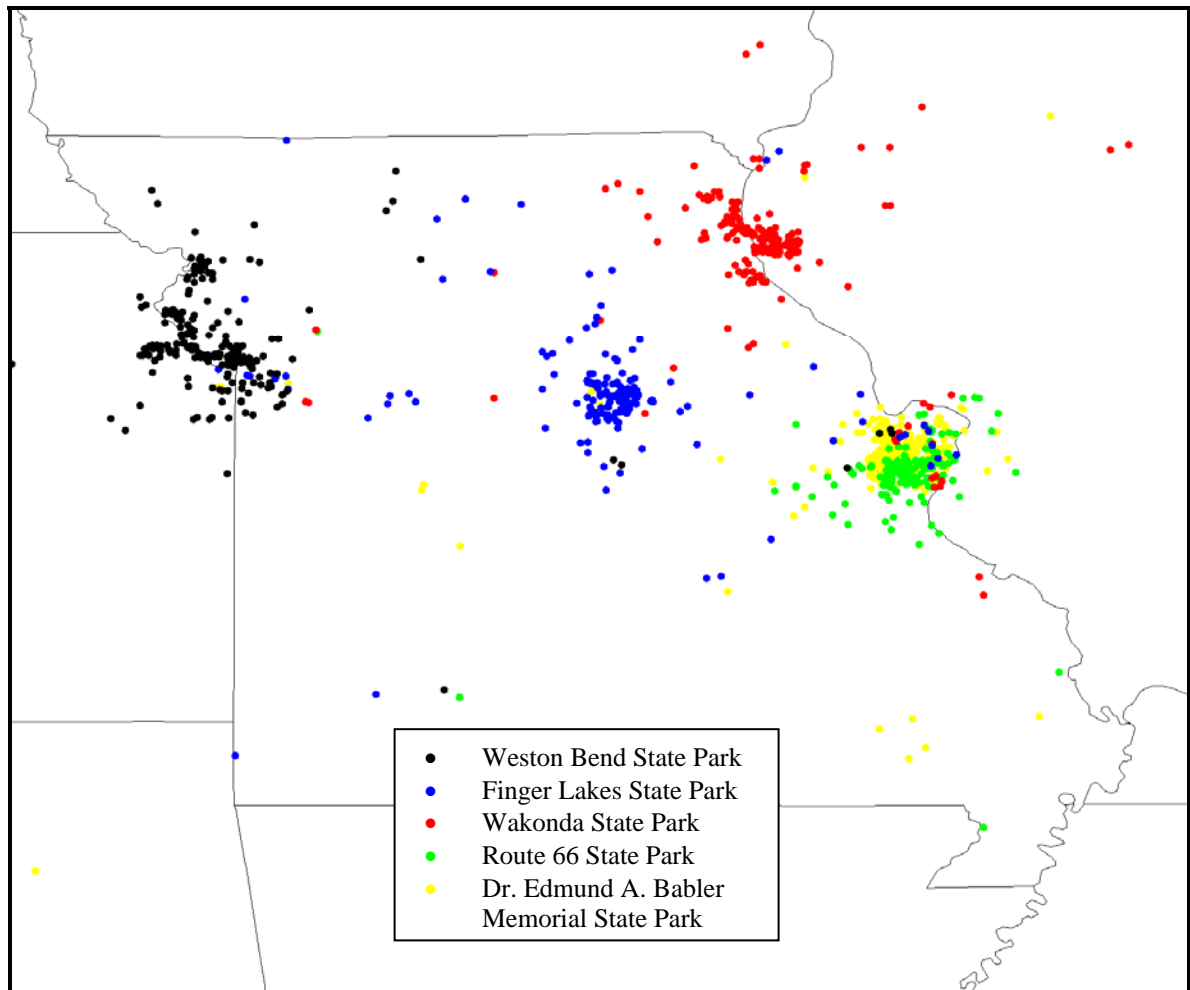 Weston Bend State Park
Finger Lakes State Park
Wakonda State Park
Route 66 State Park
Dr. Edmund A. Babler
Memorial State Park